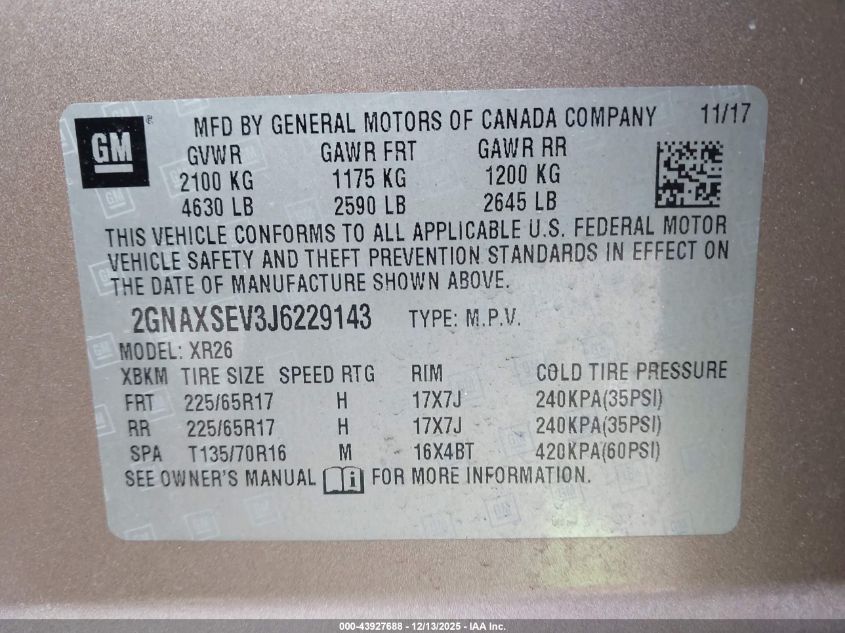 GM ® MFD BY GENERAL MOTORS OF CANADA COMPANY 11/17
GVWR GAWR FRT GAWR RR
2100 KG 1175 KG 1200 KG
4630 LB 2590 LB 2645 LB
THIS VEHICLE CONFORMS TO ALL APPLICABLE U.S. FEDERAL MOTOR
VEHICLE SAFETY AND THEFT PREVENTION STANDARDS IN EFFECT ON
THE DATE OF MANUFACTURE SHOWN ABOVE.
2GNAXSEV3J6229143 TYPE: M.P.V.
MODEL: XR26
XBKM TIRE SIZE SPEED RTG RIM COLD TIRE PRESSURE
FRT 225/65R17 H 17X7J 240KPA(35PSI)
RR 225/65R17 H 17X7J 240KPA(35PSI)
SPA T135/70R16 M 16X4BT 420KPA(60PSI)
SEE OWNER'S MANUAL FOR MORE INFORMATION.
000-43927688 - 12/13/2025 - IAA Inc.